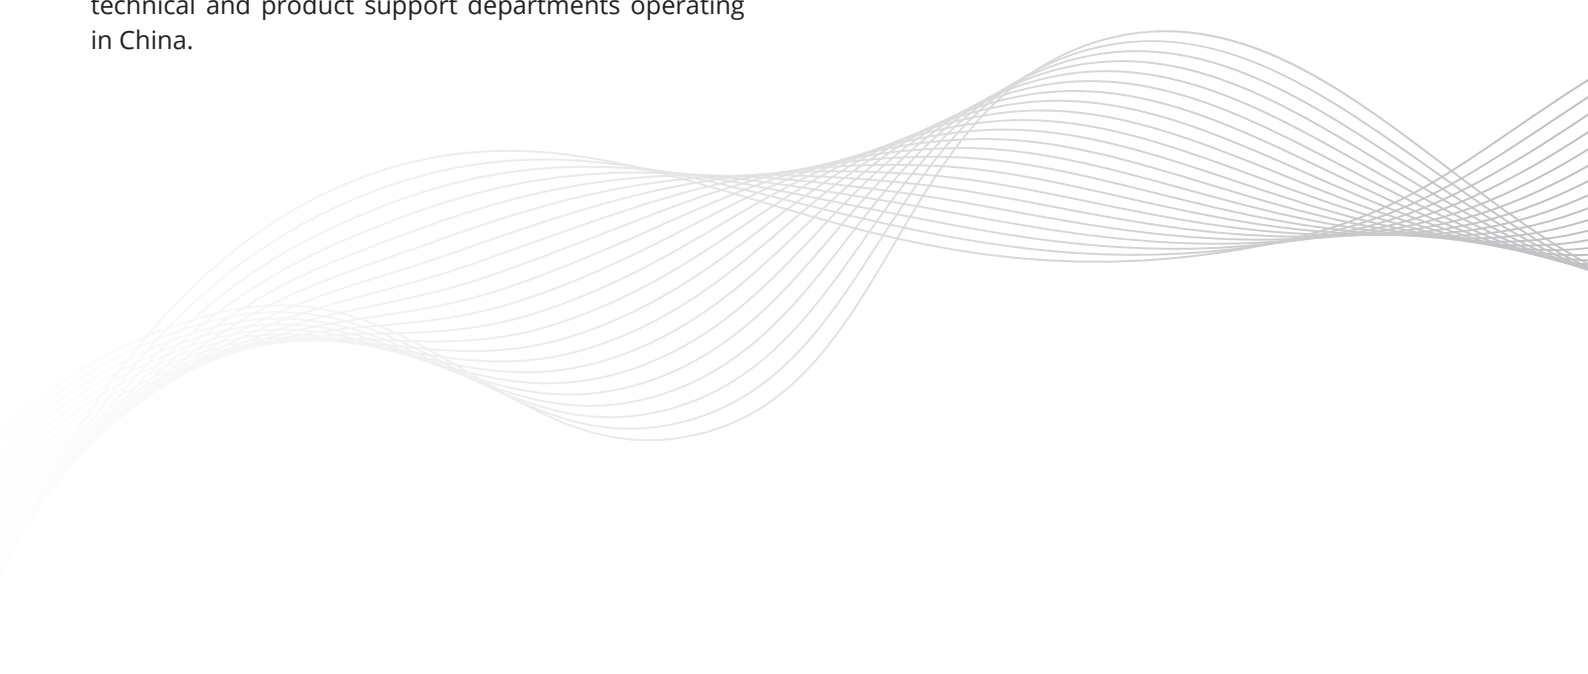 technical and product support departments operating
in China.